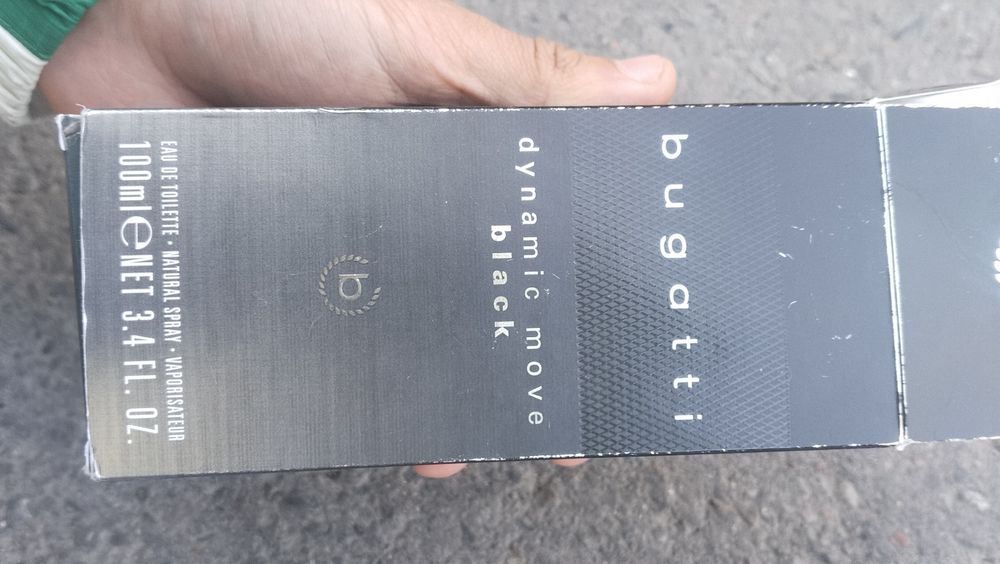 bugatti
dynamic move
black
b
EAU DE TOILETTE • NATURAL SPRAY • VAPORISATEUR
100ml e NET 3.4 FL. OZ.